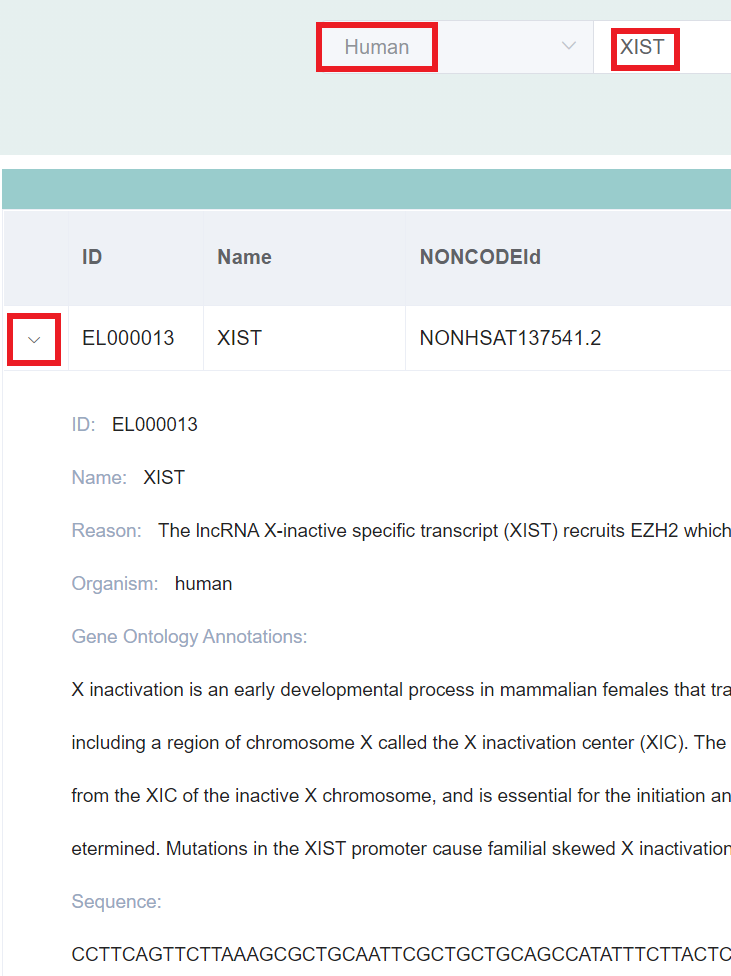 Human XIST
ID Name NONCODEId
EL000013 XIST NONHSAT137541.2
ID: EL000013
Name: XIST
Reason: The lncRNA X-inactive specific transcript (XIST) recruits EZH2 which
Organism: human
Gene Ontology Annotations:
X inactivation is an early developmental process in mammalian females that tra
including a region of chromosome X called the X inactivation center (XIC). The
from the XIC of the inactive X chromosome, and is essential for the initiation an
etermined. Mutations in the XIST promoter cause familial skewed X inactivation
Sequence:
CCTTCAGTTCTTAAAGCGCTGCAATTCGCTGCTGCAGCCATATTTCTTACTC